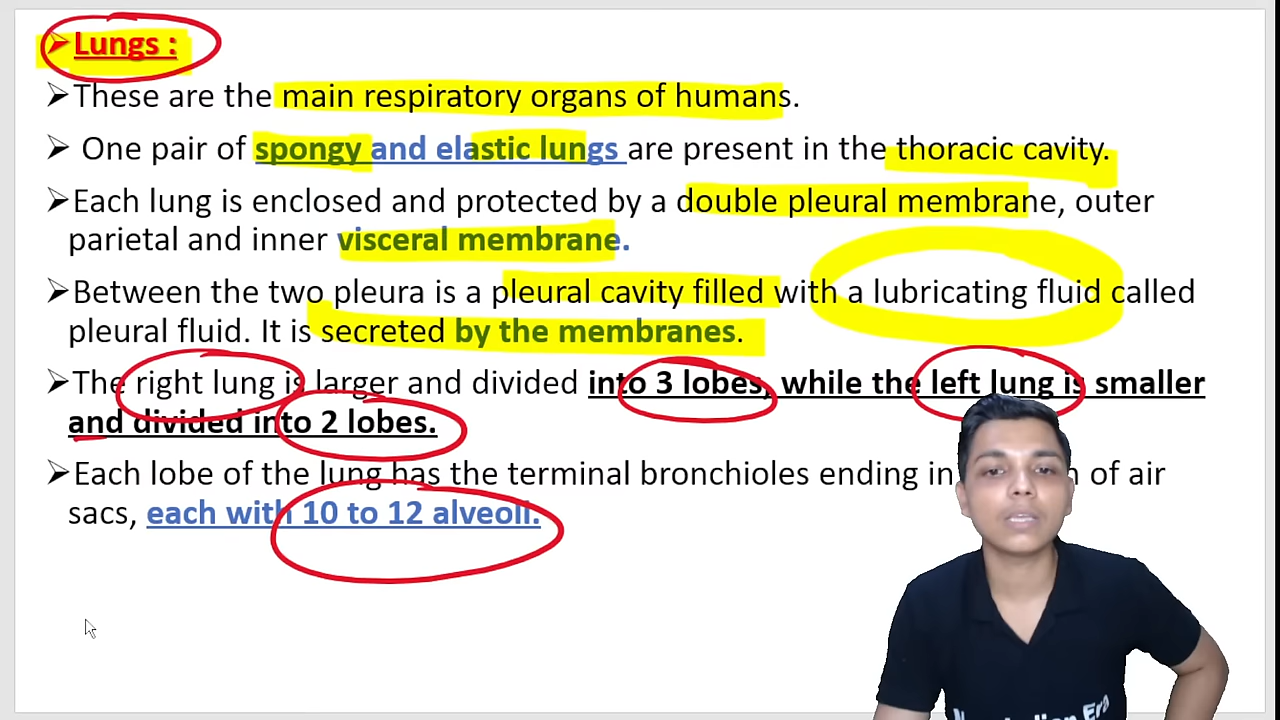 Lungs :
These are the main respiratory organs of humans.
One pair of spongy and elastic lungs are present in the thoracic cavity.
Each lung is enclosed and protected by a double pleural membrane, outer
parietal and inner visceral membrane.
Between the two pleura is a pleural cavity filled with a lubricating fluid called
pleural fluid. It is secreted by the membranes.
The right lung is larger and divided into 3 lobes, while the left lung is smaller
and divided into 2 lobes.
Each lobe of the lung has the terminal bronchioles ending in of air
sacs, each with 10 to 12 alveoli.
Era